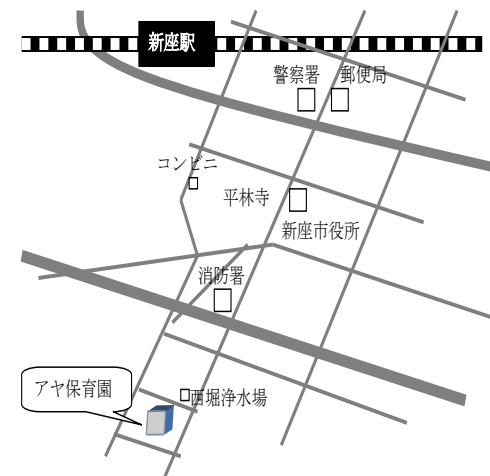 新座駅
警察署
郵便局
コンビニ
平林寺
新座市役所
消防署
アヤ保育園
西堀浄水場